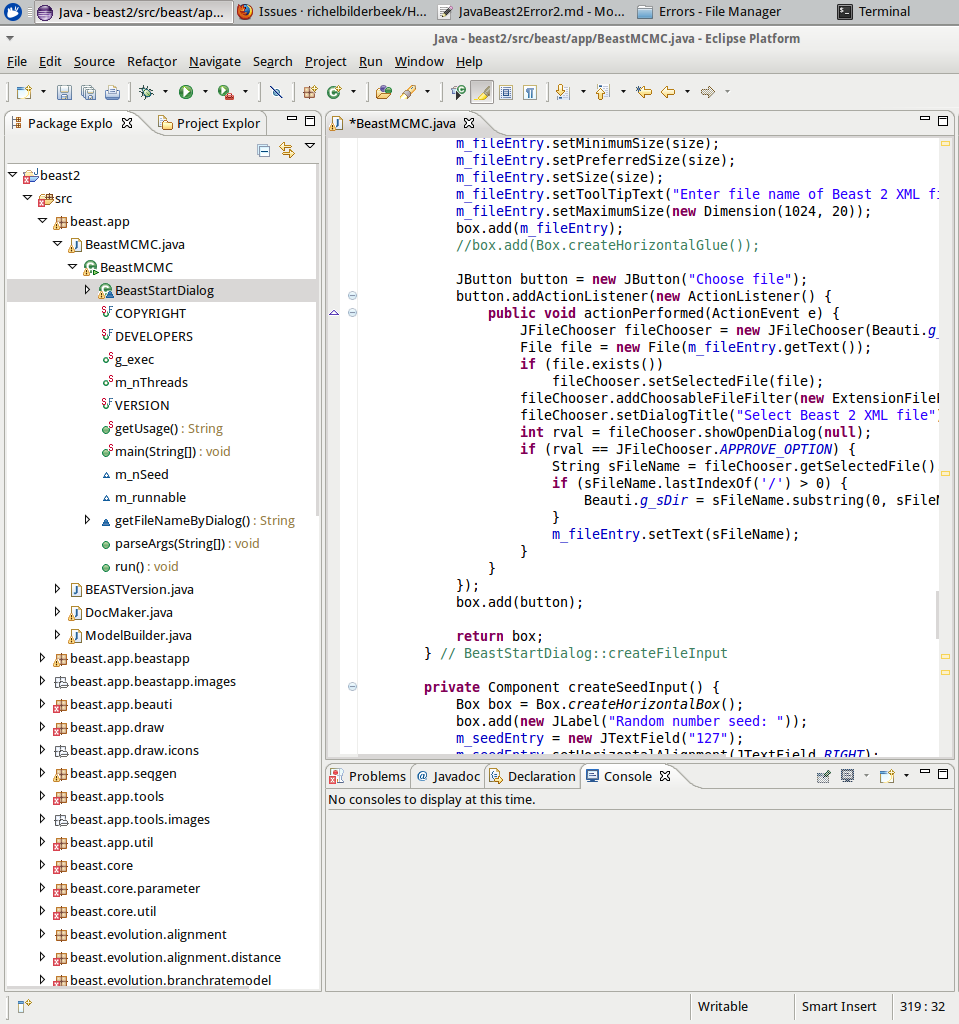 Java - beast2/src/beast/ap...
Issues · richelbilderbeek/H...
JavaBeast2Error2.md - Mo...
Errors - File Manager
Terminal
Java - beast2/src/beast/app/BeastMCMC.java - Eclipse Platform
File Edit Source Refactor Navigate Search Project Run Window Help
Package Explo
Project Explor
beast2
src
beast.app
BeastMCMC.java
BeastMCMC
BeastStartDialog
COPYRIGHT
DEVELOPERS
g_exec
m_nThreads
VERSION
getUsage() : String
main(String[]) : void
m_nSeed
m_runnable
getFileNameByDialog() : String
parseArgs(String[]) : void
run() : void
BEASTVersion.java
DocMaker.java
ModelBuilder.java
beast.app.beastapp
beast.app.beastapp.images
beast.app.beauti
beast.app.draw
beast.app.draw.icons
beast.app.seqgen
beast.app.tools
beast.app.tools.images
beast.app.util
beast.core
beast.core.parameter
beast.core.util
beast.evolution.alignment
beast.evolution.alignment.distance
beast.evolution.branchratemodel
*BeastMCMC.java
m_fileEntry.setMinimumSize(size);
m_fileEntry.setPreferredSize(size);
m_fileEntry.setSize(size);
m_fileEntry.setToolTipText("Enter file name of Beast 2 XML fi
m_fileEntry.setMaximumSize(new Dimension(1024, 20));
box.add(m_fileEntry);
//box.add(Box.createHorizontalGlue());
JButton button = new JButton("Choose file");
button.addActionListener(new ActionListener() {
public void actionPerformed(ActionEvent e) {
JFileChooser fileChooser = new JFileChooser(Beauti.g_
File file = new File(m_fileEntry.getText());
if (file.exists())
fileChooser.setSelectedFile(file);
fileChooser.addChoosableFileFilter(new ExtensionFileF
fileChooser.setDialogTitle("Select Beast 2 XML file")
int rval = fileChooser.showOpenDialog(null);
if (rval == JFileChooser.APPROVE_OPTION) {
String sFileName = fileChooser.getSelectedFile()
if (sFileName.lastIndexOf('/') > 0) {
Beauti.g_sDir = sFileName.substring(0, sFileN
}
m_fileEntry.setText(sFileName);
}
}
});
box.add(button);
return box;
} // BeastStartDialog::createFileInput
private Component createSeedInput() {
Box box = Box.createHorizontalBox();
box.add(new JLabel("Random number seed: "));
m_seedEntry = new JTextField("127");
m_seedEntry.setHorizontalAlignment(JTextField.RIGHT);
Problems
@ Javadoc
Declaration
Console
No consoles to display at this time.
Writable
Smart Insert
319 : 32